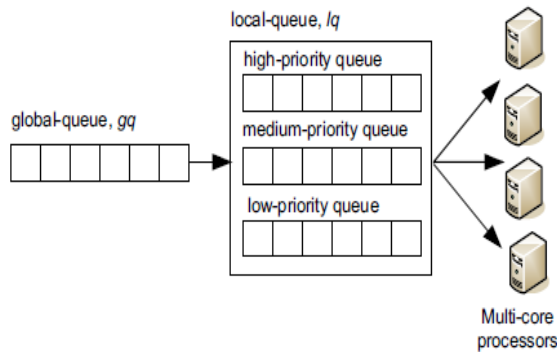 local-queue, lq
high-priority queue
global-queue, gq
medium-priority queue
low-priority queue
Multi-core
processors